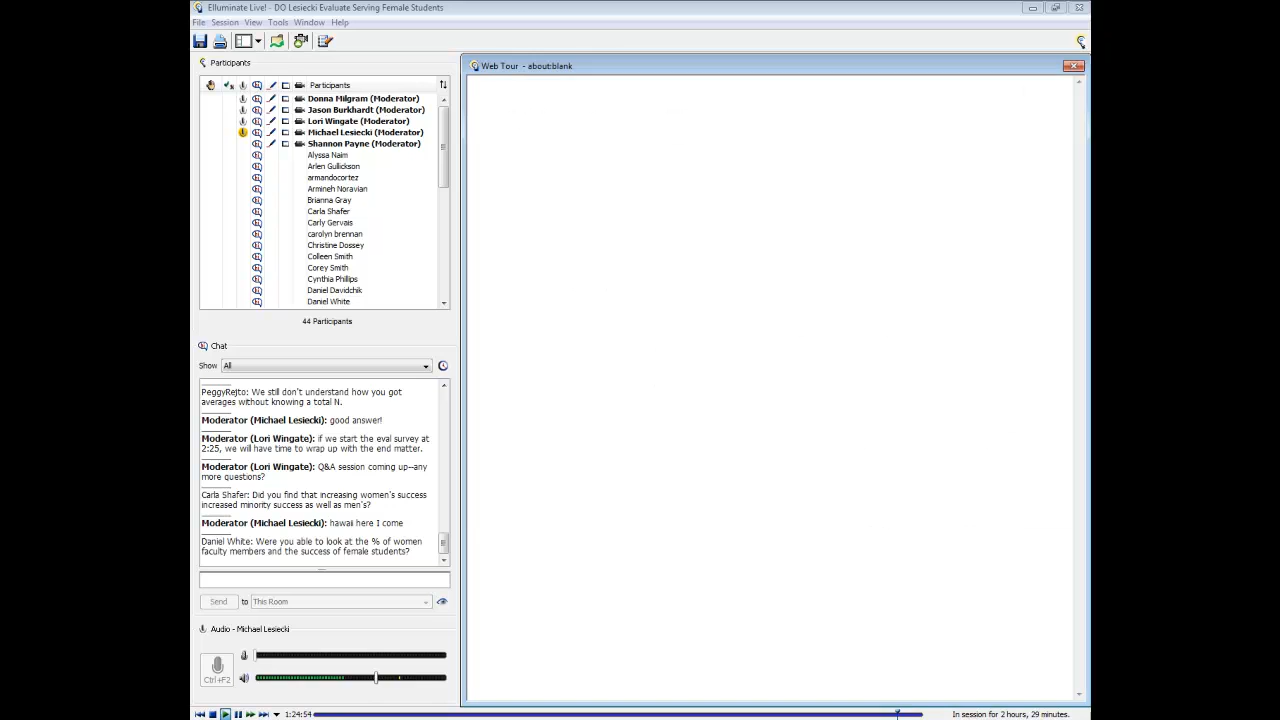 Elluminate Live! - DO Lesiecki Evaluate Serving Female Students
File Session View Tools Window Help
Participants
Participants
Donna Milgram (Moderator)
Jason Burkhardt (Moderator)
Lori Wingate (Moderator)
Michael Lesiecki (Moderator)
Shannon Payne (Moderator)
Alyssa Naim
Arlen Gullickson
armandocortez
Armineh Noravian
Brianna Gray
Carla Shafer
Carly Gervais
carolyn brennan
Christine Dossey
Colleen Smith
Corey Smith
Cynthia Phillips
Daniel Davidchik
Daniel White
44 Participants
Chat
Show All
PeggyRejto: We still don't understand how you got
averages without knowing a total N.
Moderator (Michael Lesiecki): good answer!
Moderator (Lori Wingate): if we start the eval survey at
2:25, we will have time to wrap up with the end matter.
Moderator (Lori Wingate): Q&A session coming up--any
more questions?
Carla Shafer: Did you find that increasing women's success
increased minority success as well as men's?
Moderator (Michael Lesiecki): hawaii here I come
Daniel White: Were you able to look at the % of women
faculty members and the success of female students?
Send to This Room
Audio - Michael Lesiecki
Ctrl+F2
Web Tour - about:blank
1:24:54
In session for 2 hours, 29 minutes.